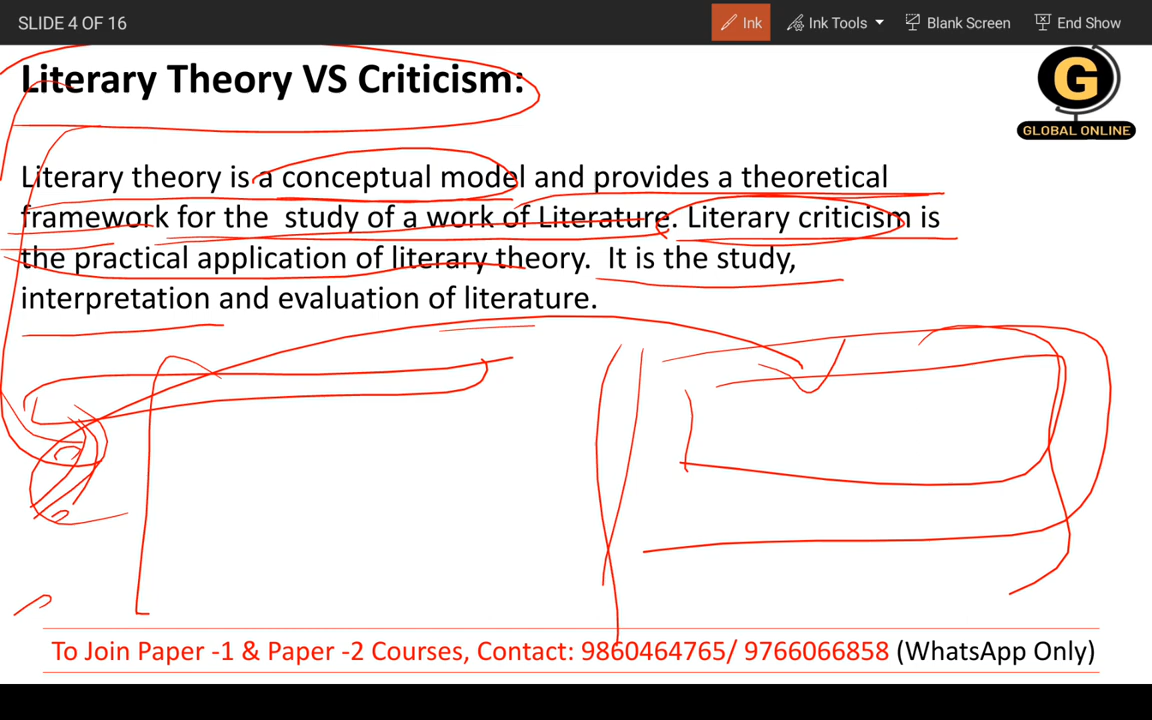 SLIDE 4 OF 16
Ink
Ink Tools
Blank Screen
End Show
Literary Theory VS Criticism:
G
GLOBAL ONLINE
Literary theory is a conceptual model and provides a theoretical
framework for the study of a work of Literature. Literary criticism is
the practical application of literary theory. It is the study,
interpretation and evaluation of literature.
To Join Paper -1 & Paper -2 Courses, Contact: 9860464765/ 9766066858 (WhatsApp Only)